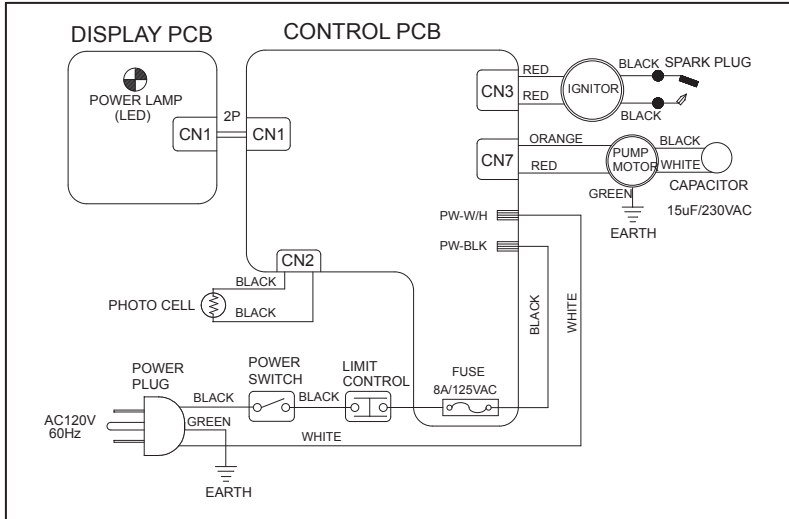 DISPLAY PCB
CONTROL PCB
POWER LAMP
(LED)
2P
CN1
CN1
CN3
RED
RED
IGNITOR
BLACK
SPARK PLUG
BLACK
CN7
ORANGE
RED
PUMP
MOTOR
BLACK
WHITE
CAPACITOR
15uF/230VAC
GREEN
EARTH
PW-W/H
PW-BLK
CN2
BLACK
PHOTO CELL
BLACK
BLACK
WHITE
POWER
PLUG
POWER
SWITCH
LIMIT
CONTROL
FUSE
8A/125VAC
BLACK
BLACK
AC120V
60Hz
GREEN
WHITE
EARTH